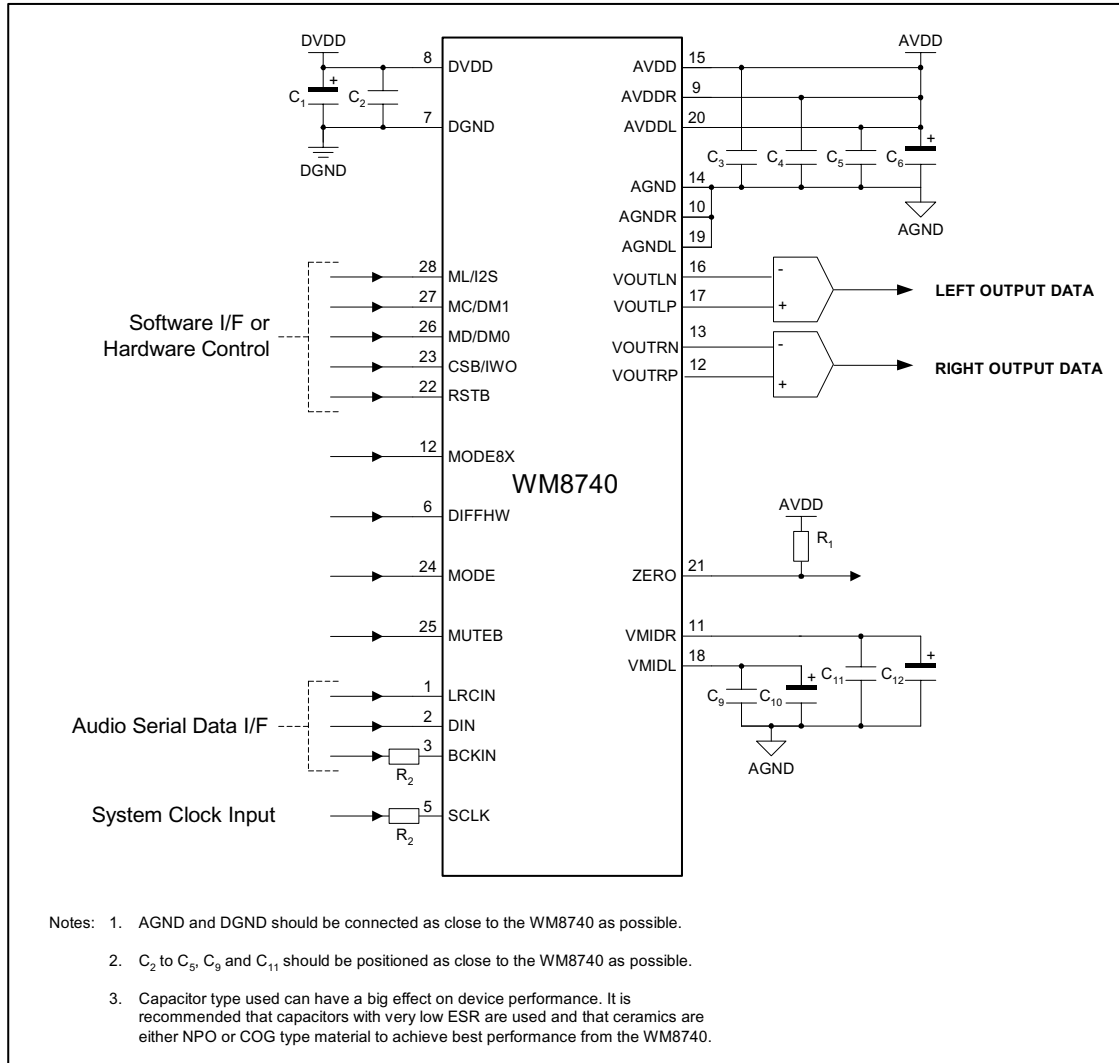 DVDD
AVDD
8 DVDD
AVDD 15
AVDDR 9
C1 + C2
7 DGND
AVDDL 20
DGND
C3 C4 C5 C6 +
AGND 14
AGNDR 10
AGND
AGNDL 19
28 ML/I2S
VOUTLN 16 -
LEFT OUTPUT DATA
27 MC/DM1
VOUTLP 17 +
Software I/F or
Hardware Control
26 MD/DM0
VOUTRN 13 -
23 CSB/IWO
VOUTRP 12 +
RIGHT OUTPUT DATA
22 RSTB
12 MODE8X
WM8740
6 DIFFHW
AVDD
R1
24 MODE
ZERO 21
25 MUTEB
VMIDR 11
VMIDL 18
C9 C10 + C11 C12 +
AGND
Audio Serial Data I/F
1 LRCIN
2 DIN
3 BCKIN
R2
System Clock Input
5 SCLK
R2
Notes: 1. AGND and DGND should be connected as close to the WM8740 as possible.
2. C2 to C5, C9 and C11 should be positioned as close to the WM8740 as possible.
3. Capacitor type used can have a big effect on device performance. It is
recommended that capacitors with very low ESR are used and that ceramics are
either NPO or COG type material to achieve best performance from the WM8740.